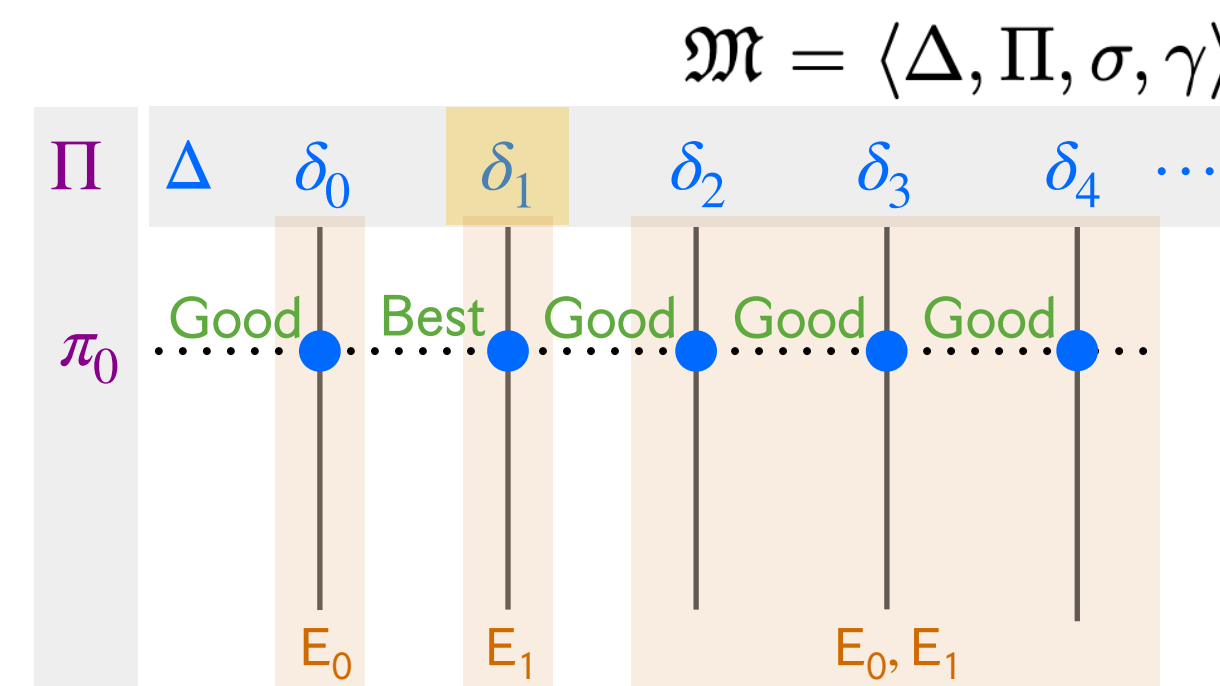 𝔐 = ⟨Δ, Π, σ, γ⟩
Π Δ δ₀ δ₁ δ₂ δ₃ δ₄ ⋯
Good Best Good Good Good
π₀
E₀ E₁ E₀, E₁